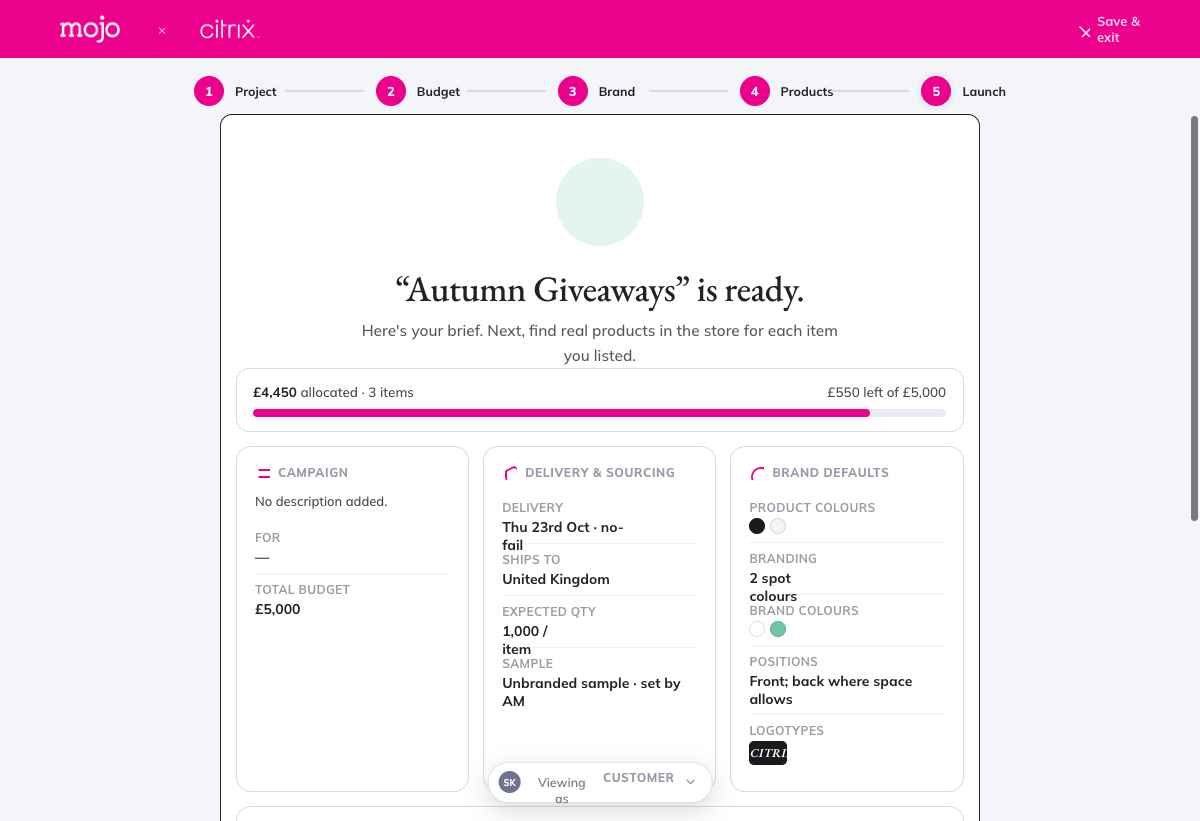 mojo × citrix
Save &
exit
1 Project 2 Budget 3 Brand 4 Products 5 Launch
“Autumn Giveaways” is ready.
Here's your brief. Next, find real products in the store for each item
you listed.
£4,450 allocated · 3 items £550 left of £5,000
CAMPAIGN
No description added.
FOR
—
TOTAL BUDGET
£5,000
DELIVERY & SOURCING
DELIVERY
Thu 23rd Oct · no-
fail
SHIPS TO
United Kingdom
EXPECTED QTY
1,000 /
item
SAMPLE
Unbranded sample · set by
AM
BRAND DEFAULTS
PRODUCT COLOURS
BRANDING
2 spot
colours
BRAND COLOURS
POSITIONS
Front; back where space
allows
LOGOTYPES
CITRI
SK Viewing
as
CUSTOMER